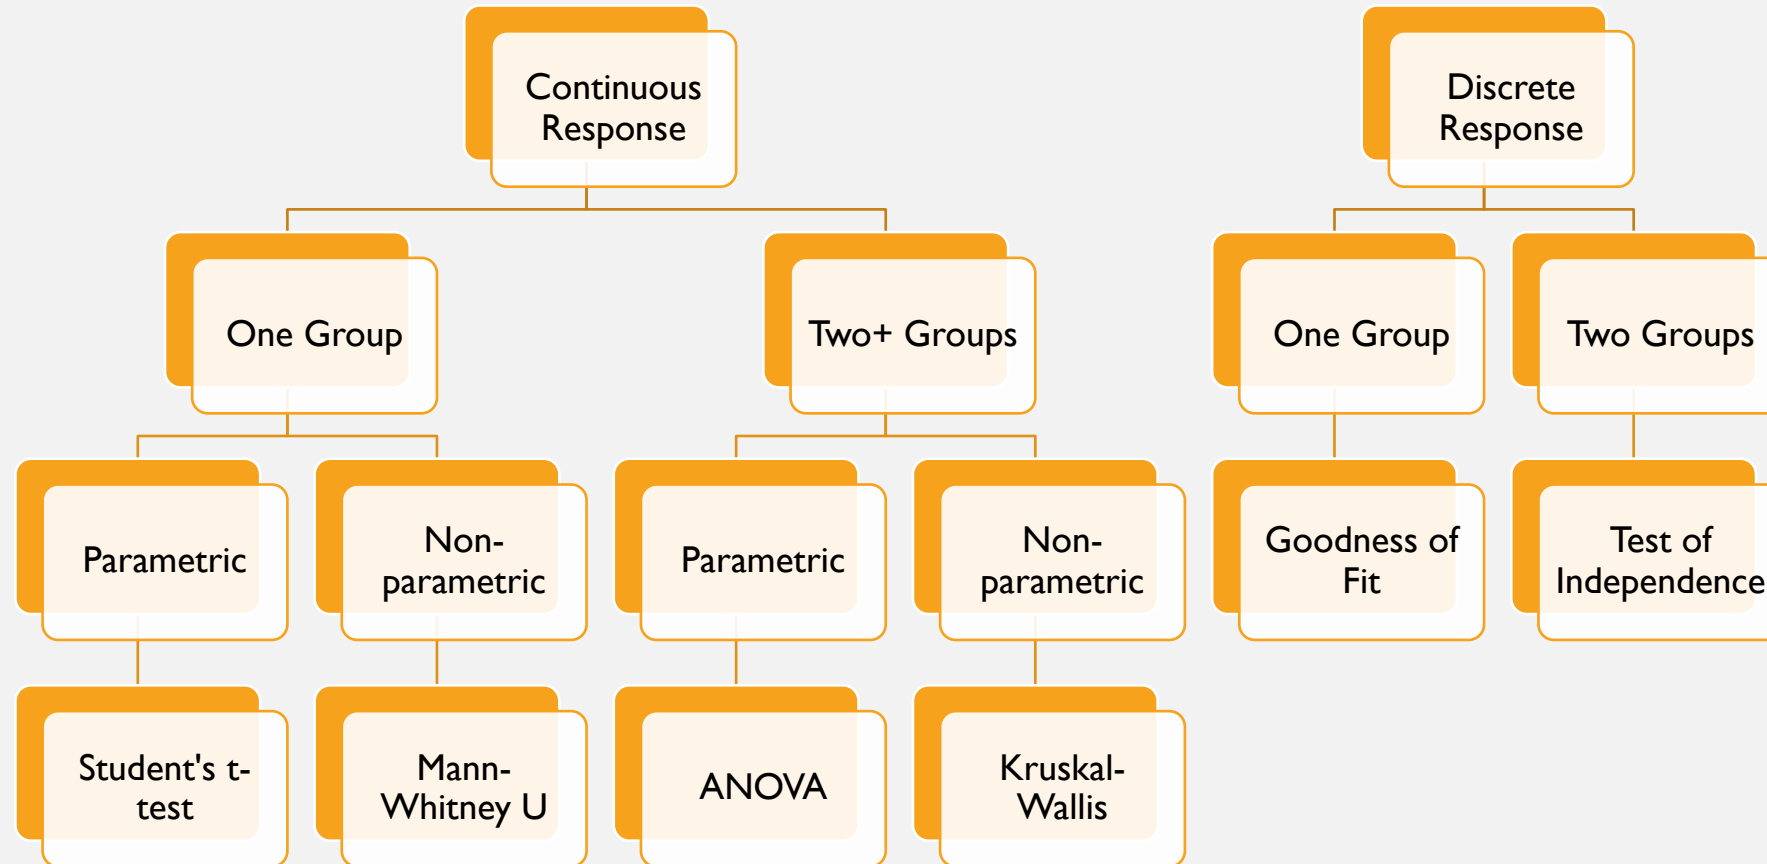 Continuous
Response
Discrete
Response
One Group
Two+ Groups
One Group
Two Groups
Parametric
Non-
parametric
Parametric
Non-
parametric
Goodness of
Fit
Test of
Independence
Student's t-
test
Mann-
Whitney U
ANOVA
Kruskal-
Wallis